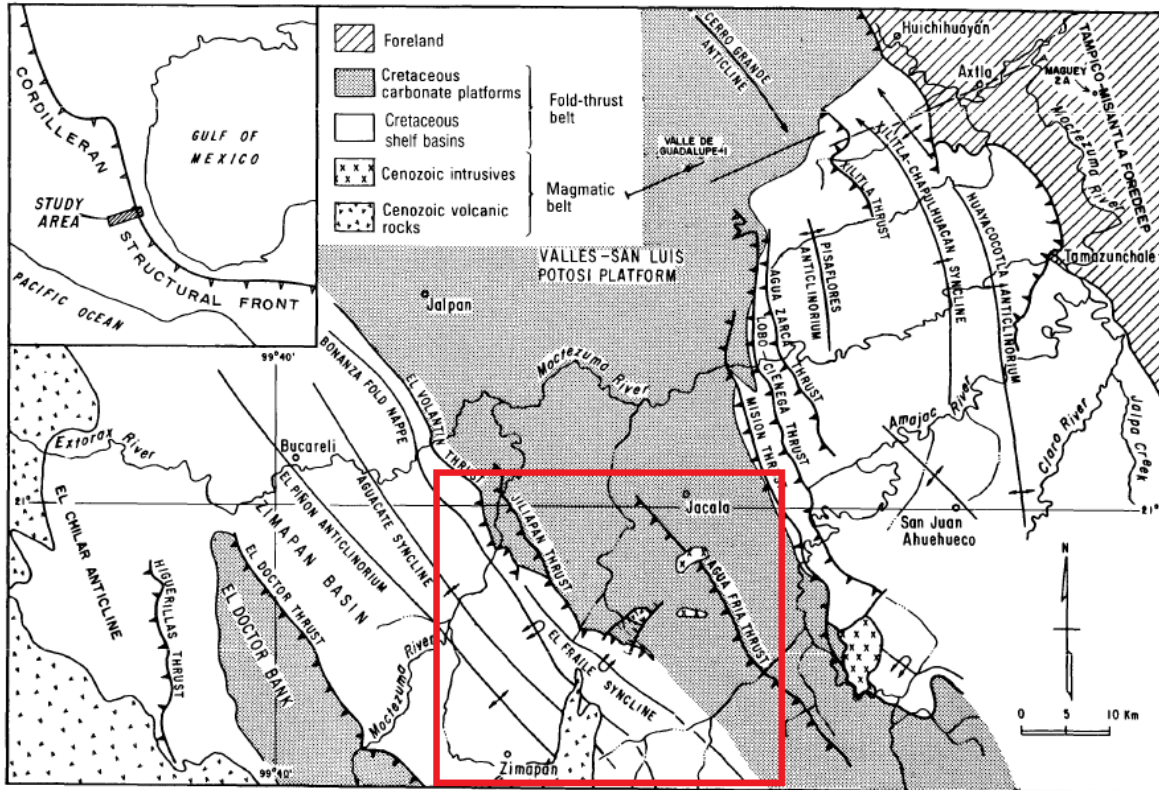 CORDILLERAN
STRUCTURAL FRONT
GULF OF
MEXICO
STUDY
AREA
PACIFIC OCEAN
Foreland
Cretaceous
carbonate platforms
Cretaceous
shelf basins
Fold-thrust
belt
Cenozoic intrusives
Cenozoic volcanic
rocks
Magmatic
belt
CERRO GRANDE
ANTICLINE
Huichihuayán
Axtla
MAGUEY
2A
TAMPICO-MISANTLA FOREDEEP
Moctezuma River
VALLE DE
GUADALUPE-1
XILITLA THRUST
XILITLA-CHAPULHUACAN SYNCLINE
HUAYACOCOTLA ANTICLINORIUM
Tamazunchale
VALLES-SAN LUIS
POTOSI PLATFORM
PISAFLORES
ANTICLINORIUM
AGUA ZARCA THRUST
LOBO-CIENEGA THRUST
MISION THRUST
Jalpan
99°40'
BONANZA FOLD NAPPE
EL VOLANTIN THRUST
Moctezuma River
Amajac River
Claro River
Jalpa Creek
Extorax River
Bucareli
21°
EL CHILAR ANTICLINE
EL PIÑON ANTICLINORIUM
AGUACATE SYNCLINE
ZIMAPAN BASIN
JILIAPAN THRUST
Jacala
21°
San Juan
Ahuehueco
HIGUERILLAS THRUST
EL DOCTOR BANK
EL DOCTOR THRUST
AGUA FRIA THRUST
EL FRAILE SYNCLINE
Moctezuma River
N
0 5 10 Km
Zimapán
99°40'